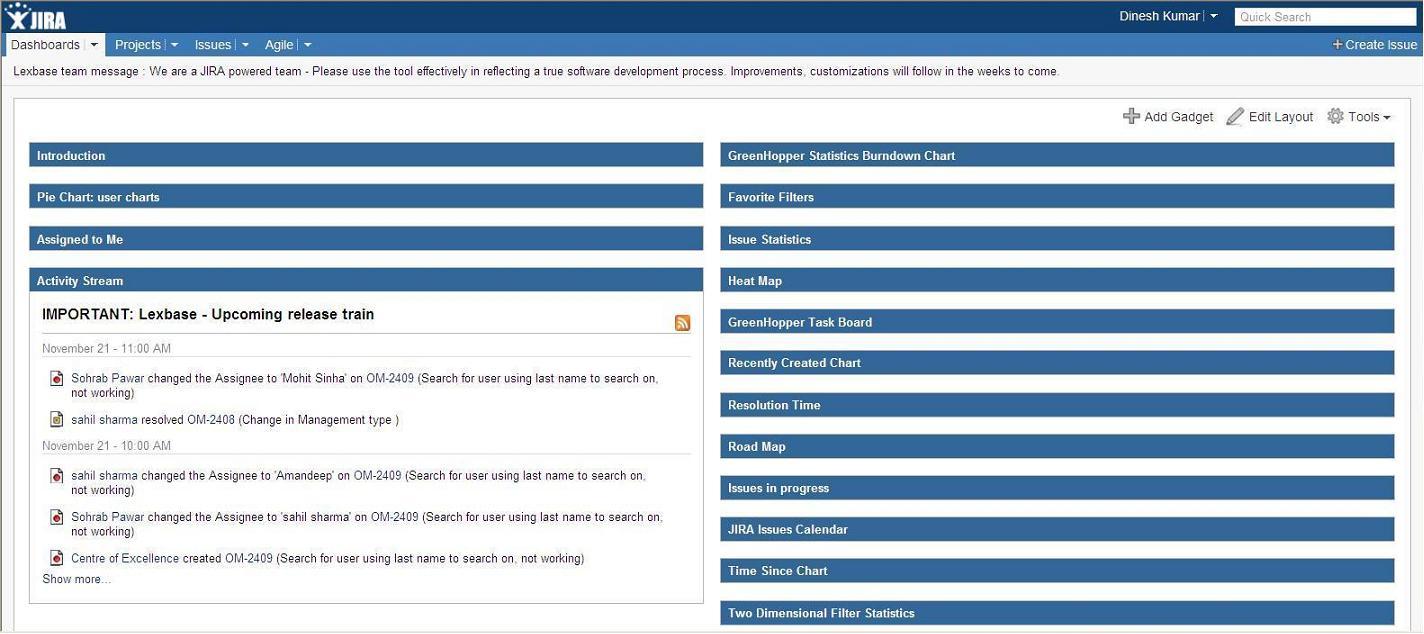 JIRA
Dinesh Kumar
Quick Search
Dashboards
Projects
Issues
Agile
+ Create Issue
Lexbase team message : We are a JIRA powered team - Please use the tool effectively in reflecting a true software development process. Improvements, customizations will follow in the weeks to come.
Add Gadget
Edit Layout
Tools
Introduction
Pie Chart: user charts
Assigned to Me
Activity Stream
IMPORTANT: Lexbase - Upcoming release train
November 21 - 11:00 AM
Sohrab Pawar changed the Assignee to 'Mohit Sinha' on OM-2409 (Search for user using last name to search on,
not working)
sahil sharma resolved OM-2408 (Change in Management type )
November 21 - 10:00 AM
sahil sharma changed the Assignee to 'Amandeep' on OM-2409 (Search for user using last name to search on,
not working)
Sohrab Pawar changed the Assignee to 'sahil sharma' on OM-2409 (Search for user using last name to search on,
not working)
Centre of Excellence created OM-2409 (Search for user using last name to search on, not working)
Show more...
GreenHopper Statistics Burndown Chart
Favorite Filters
Issue Statistics
Heat Map
GreenHopper Task Board
Recently Created Chart
Resolution Time
Road Map
Issues in progress
JIRA Issues Calendar
Time Since Chart
Two Dimensional Filter Statistics